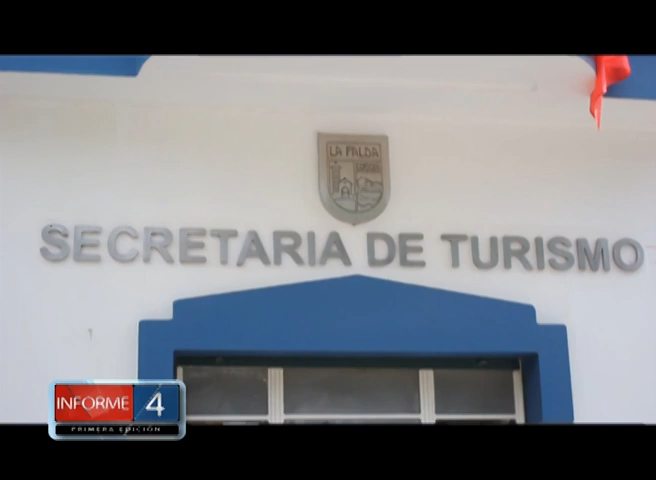 LA FALDA
SECRETARIA DE TURISMO
INFORME 4
PRIMERA EDICIÓN